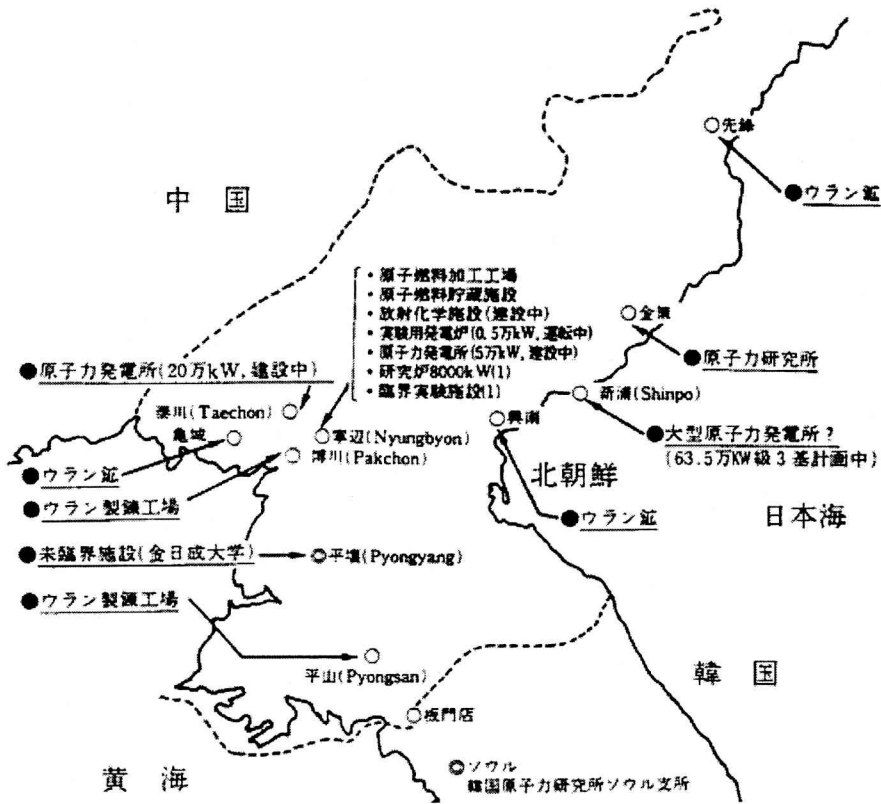 先鋒
中国
●ウラン鉱
・原子燃料加工工場
・原子燃料貯蔵施設
・放射化学施設(建設中)
・実験用発電炉(0.5万kW,運転中)
・原子力発電所(5万kW,建設中)
・研究炉8000kW(1)
・臨界実験施設(1)
金策
●原子力研究所
●原子力発電所(20万kW,建設中)
泰川(Taechon)
亀城
寧辺(Nyungbyon)
博川(Pakchon)
新浦(Shinpo)
興南
●大型原子力発電所?
(63.5万KW級3基計画中)
●ウラン鉱
北朝鮮
●ウラン製錬工場
●ウラン鉱
日本海
●未臨界施設(金日成大学)
平壌(Pyongyang)
●ウラン製錬工場
平山(Pyongsan)
韓国
板門店
黄海
ソウル
韓国原子力研究所ソウル支所